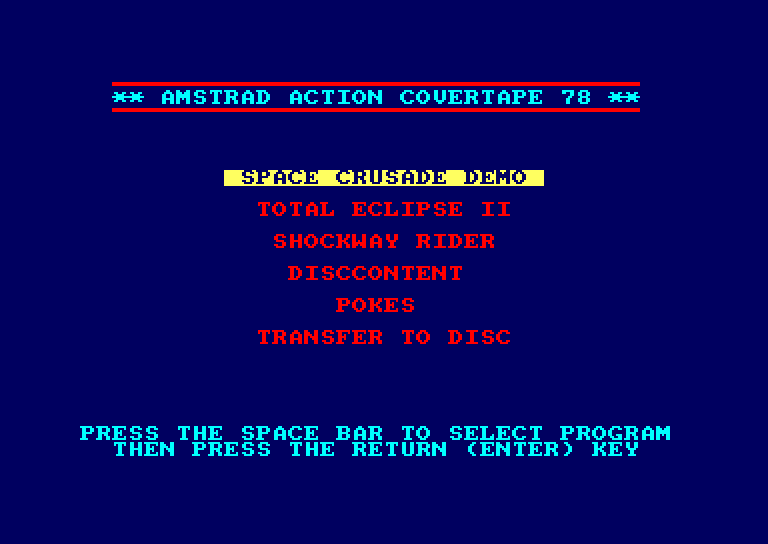 ** AMSTRAD ACTION COVERTAPE 78 **
SPACE CRUSADE DEMO
TOTAL ECLIPSE II
SHOCKWAY RIDER
DISCCONTENT
POKES
TRANSFER TO DISC
PRESS THE SPACE BAR TO SELECT PROGRAM
THEN PRESS THE RETURN (ENTER) KEY